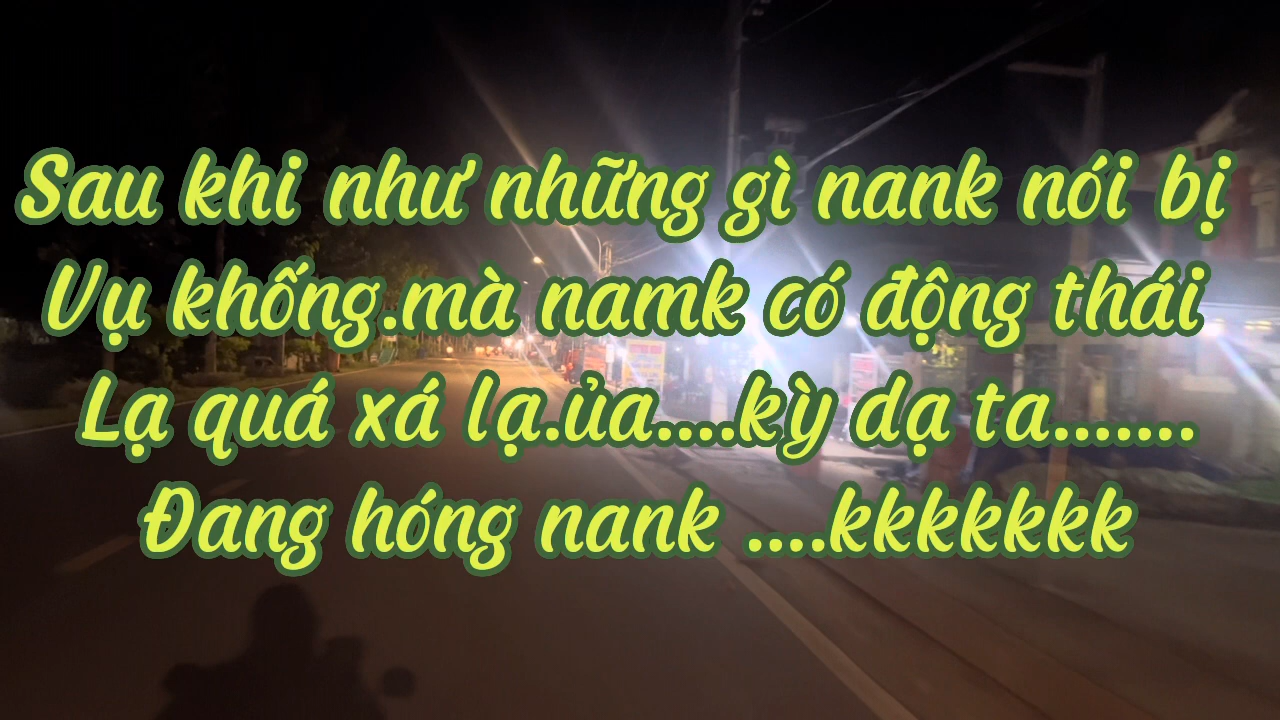 Sau khi như những gì nank nói bị
Vụ khống.mà namk có động thái
Lạ quá xá lạ.ủa....kỳ dạ ta.......
Đang hóng nank ....kkkkkkk